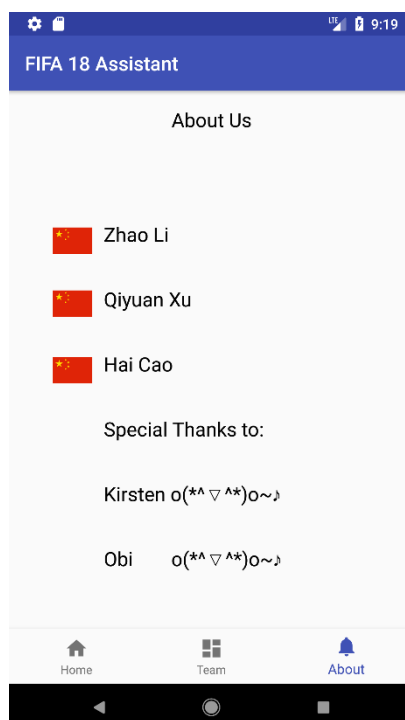 LTE 9:19
FIFA 18 Assistant
About Us
Zhao Li
Qiyuan Xu
Hai Cao
Special Thanks to:
Kirsten o(*^▽^*)o~♪
Obi o(*^▽^*)o~♪
Home Team About